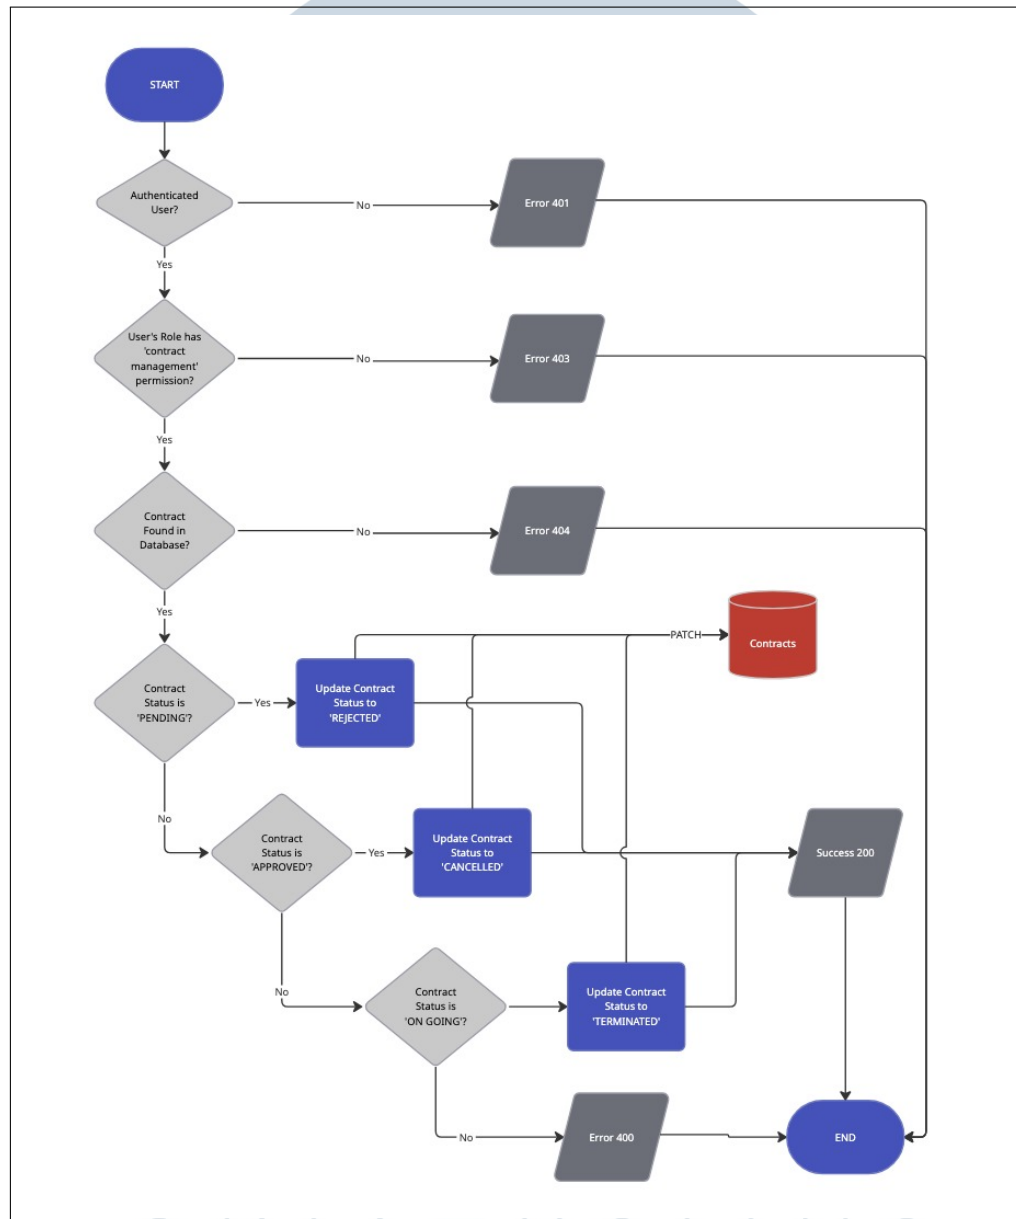 START
Authenticated
User?
No
Error 401
Yes
User's Role has
'contract
management'
permission?
No
Error 403
Yes
Contract
Found in
Database?
No
Error 404
Yes
PATCH
Contracts
Contract
Status is
'PENDING'?
Yes
Update Contract
Status to
'REJECTED'
No
Contract
Status is
'APPROVED'?
Yes
Update Contract
Status to
'CANCELLED'
Success 200
No
Contract
Status is
'ON GOING'?
Update Contract
Status to
'TERMINATED'
No
Error 400
END